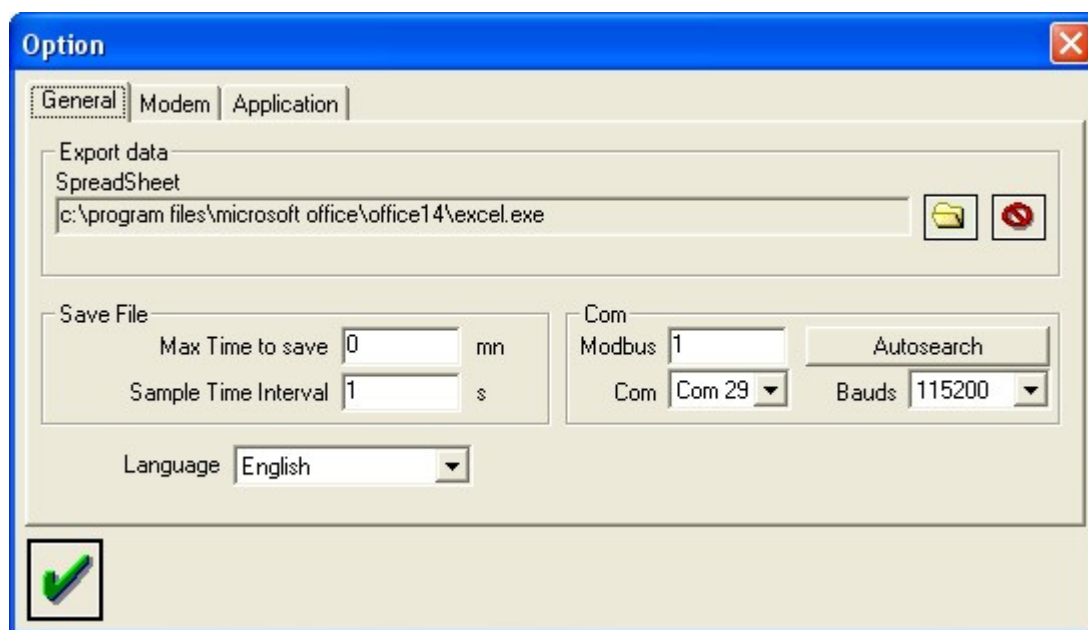 Option
General Modem Application
Export data
SpreadSheet
c:\program files\microsoft office\office14\excel.exe
Save File
Max Time to save 0 mn
Sample Time Interval 1 s
Com
Modbus 1 Autosearch
Com Com 29 Bauds 115200
Language English